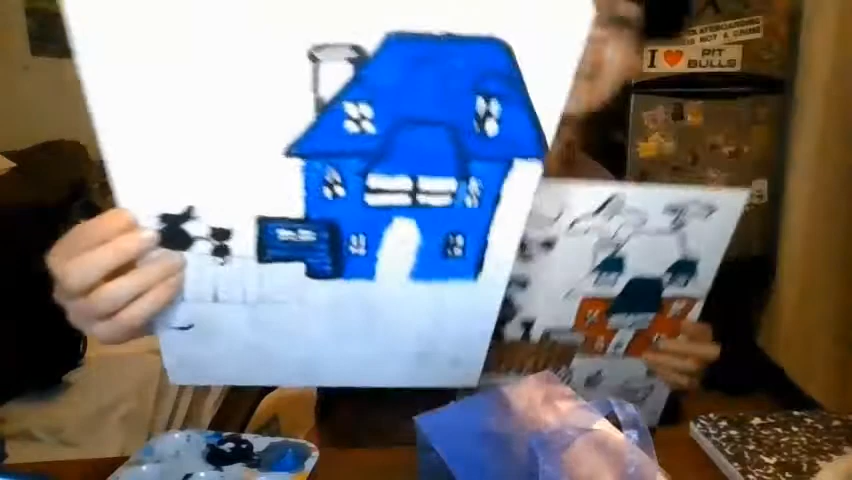 SKATEBOARDING
IS NOT A CRIME
I ❤ PIT
BULLS